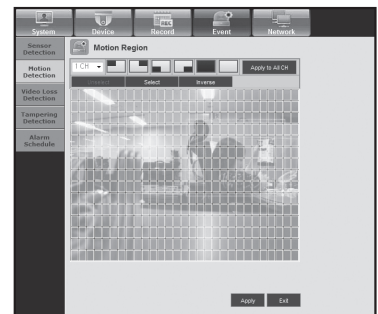 System Device Record Event Network
Sensor
Detection
Motion
Detection
Video Loss
Detection
Tampering
Detection
Alarm
Schedule
Motion Region
1 CH
Apply to All CH
Unselect Select Inverse
Apply Exit